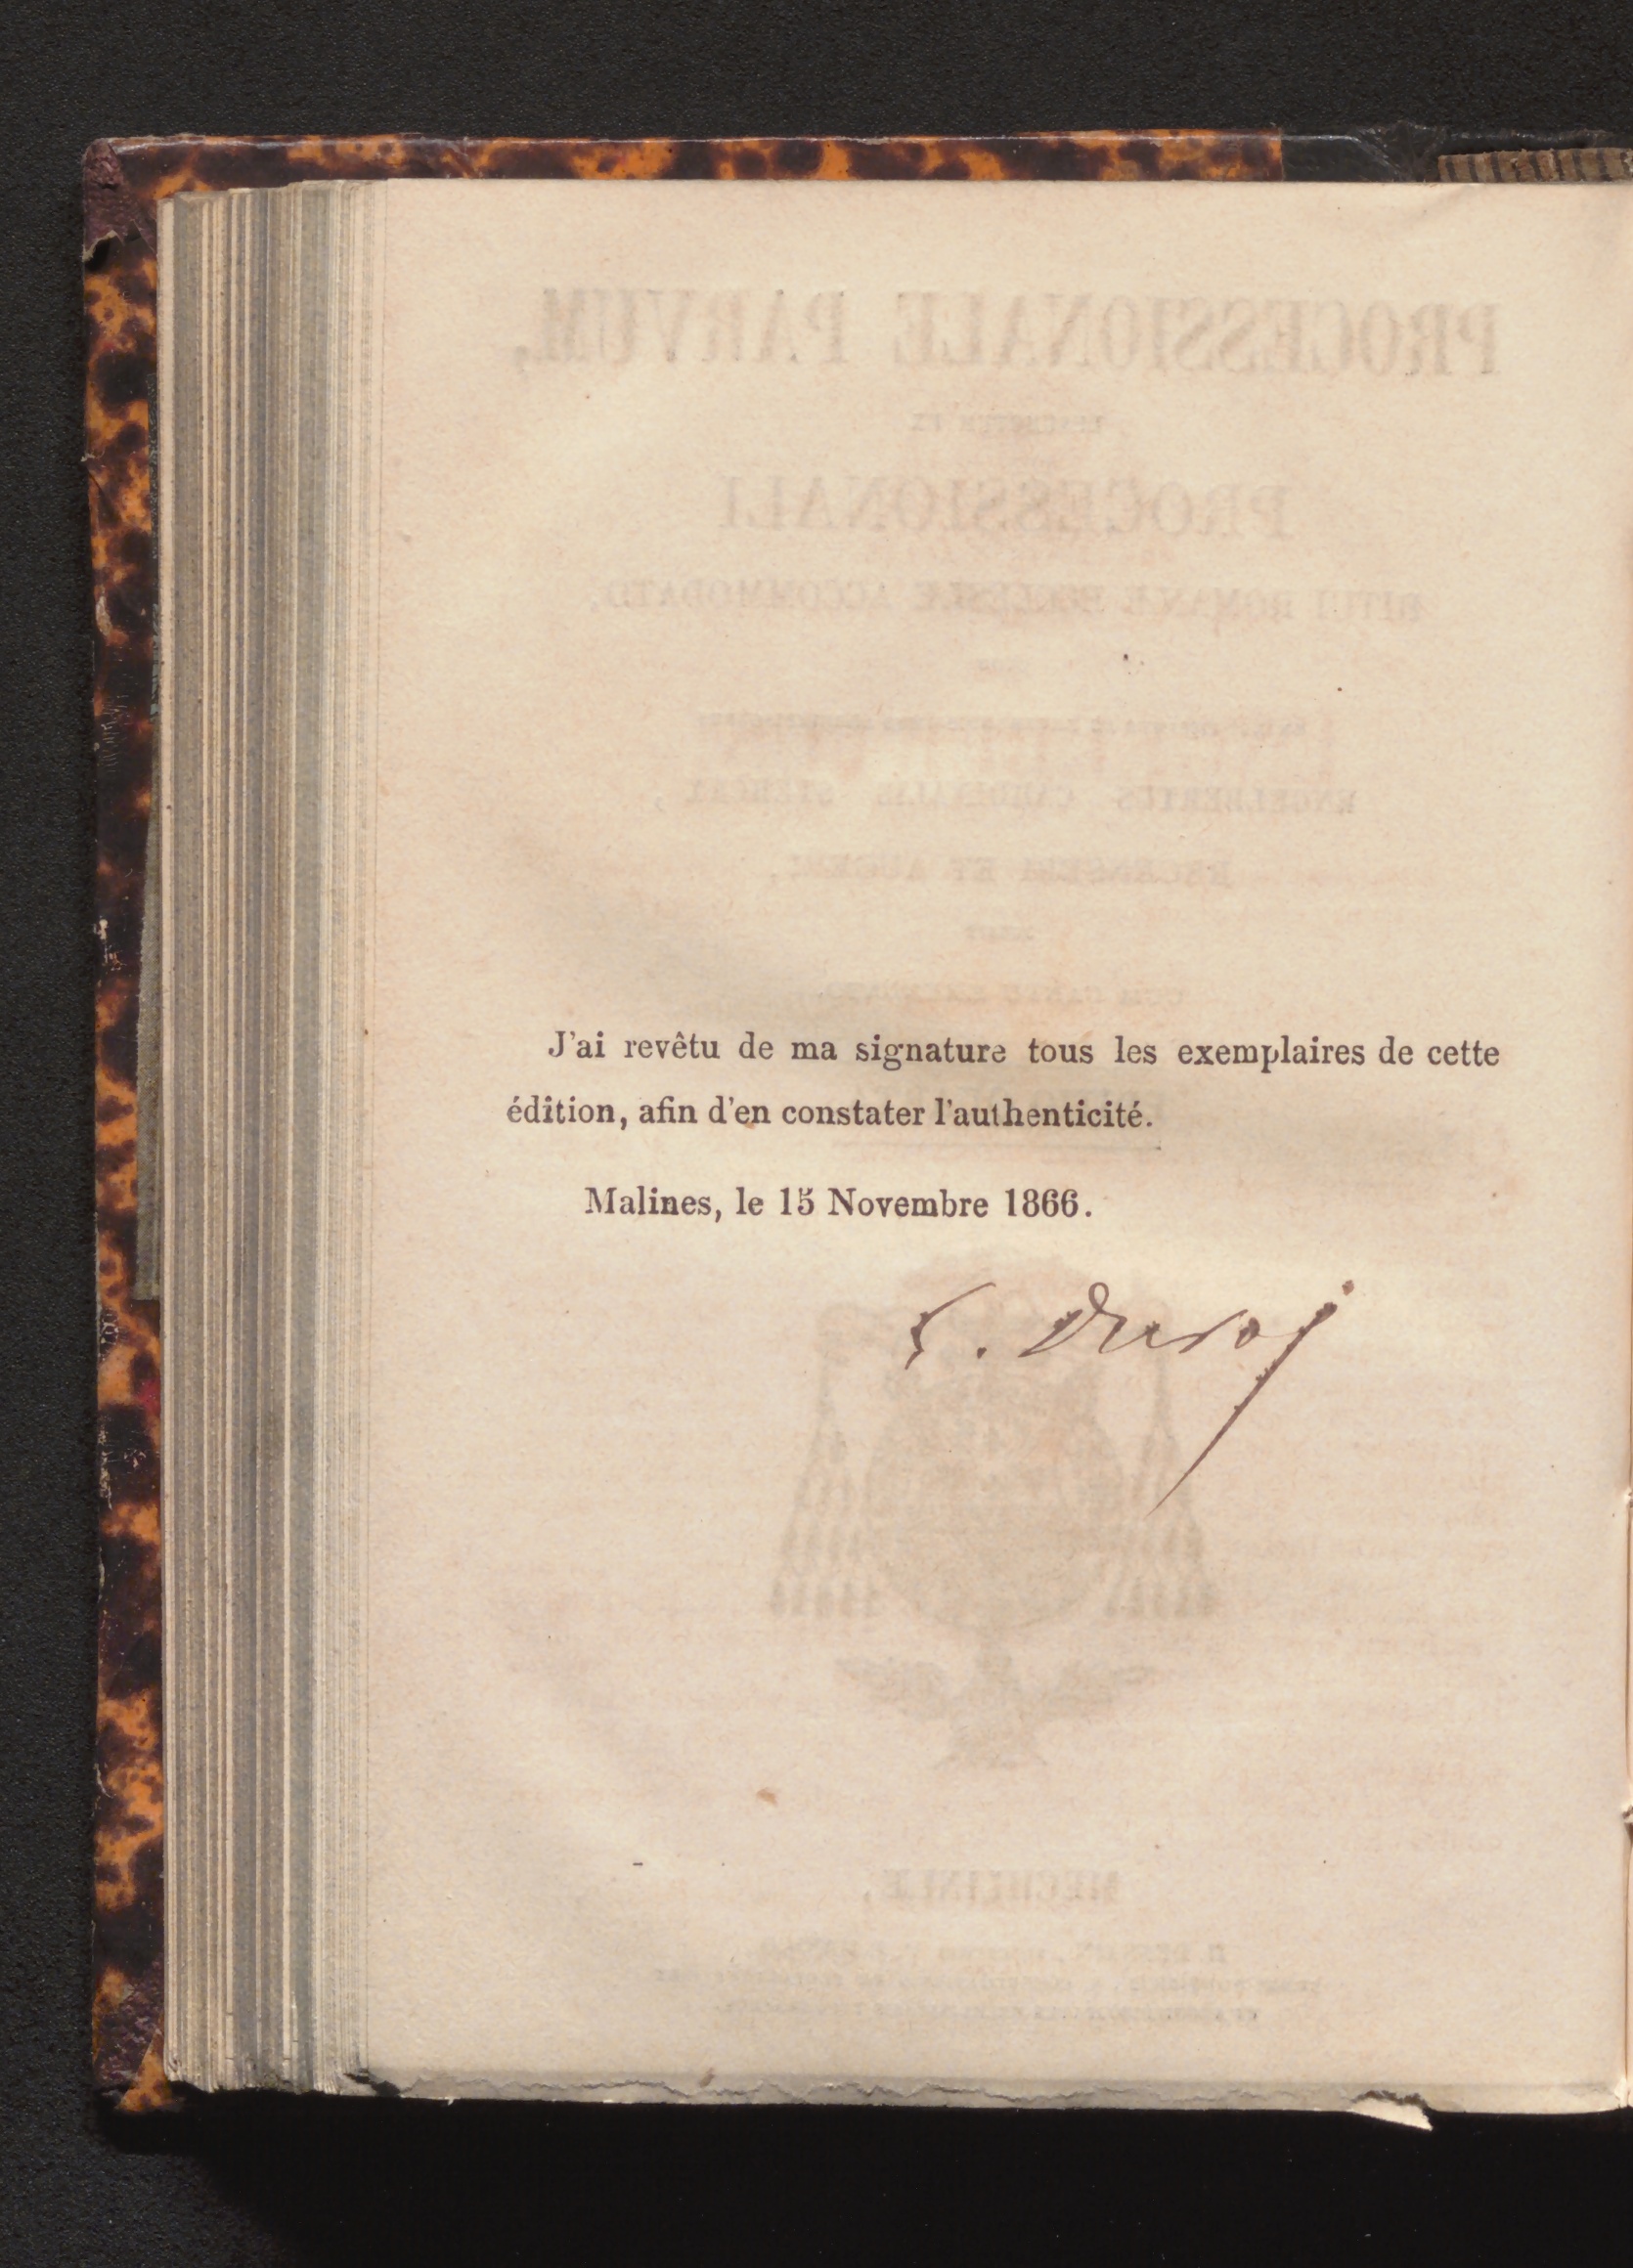 J'ai revêtu de ma signature tous les exemplaires de cette
édition, afin d'en constater l'authenticité.
Malines, le 15 Novembre 1866.